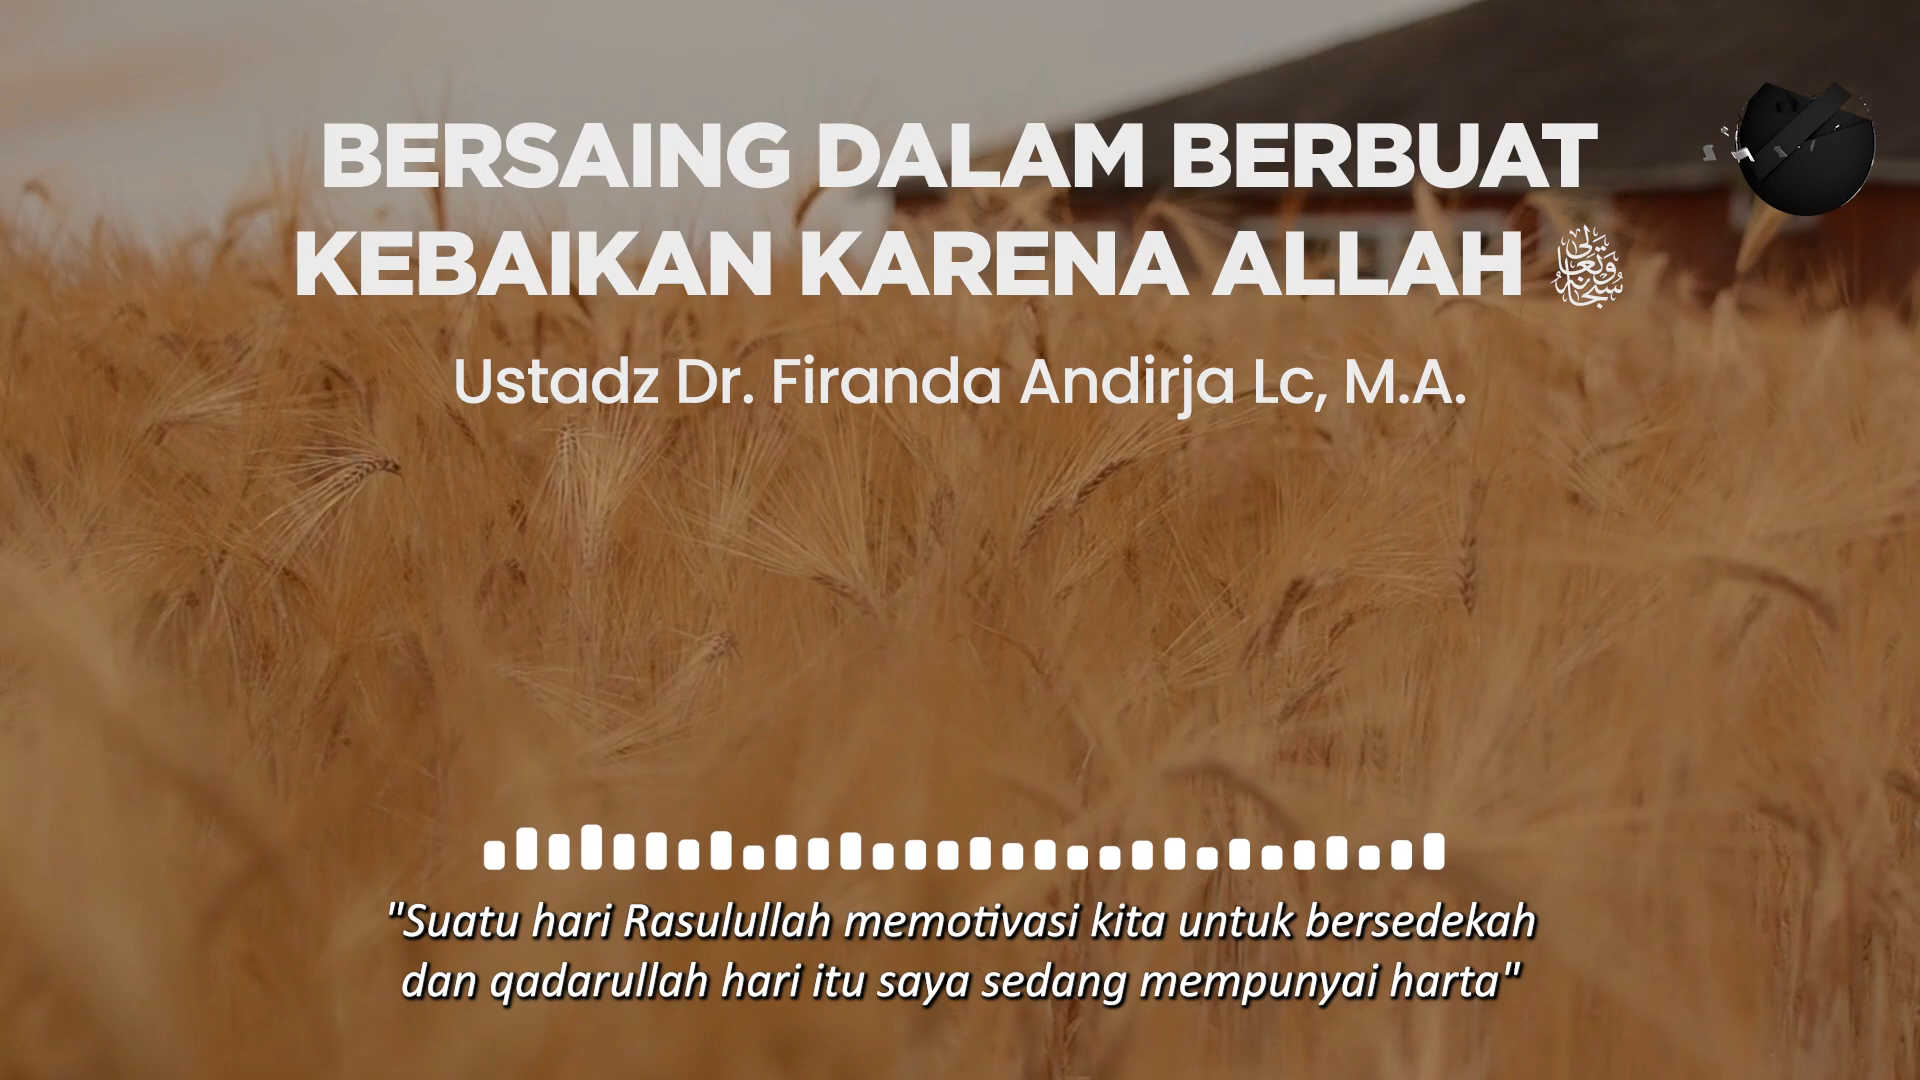 BERSAING DALAM BERBUAT
KEBAIKAN KARENA ALLAH سبحانه وتعالى
Ustadz Dr. Firanda Andirja Lc, M.A.
"Suatu hari Rasulullah memotivasi kita untuk bersedekah
dan qadarullah hari itu saya sedang mempunyai harta"